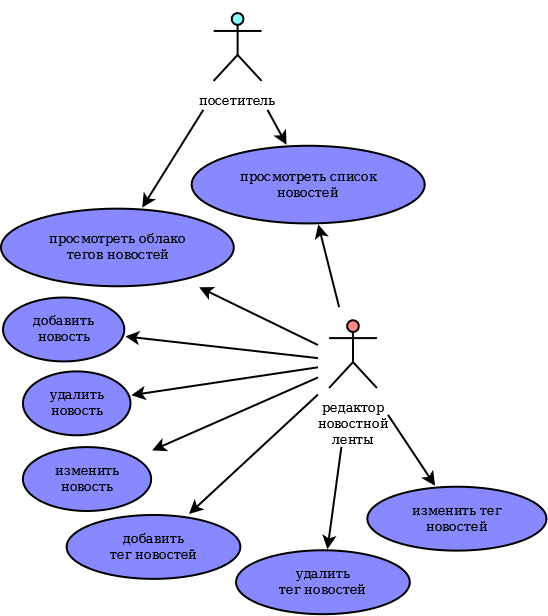 посетитель
просмотреть список
новостей
просмотреть облако
тегов новостей
добавить
новость
удалить
новость
редактор
новостной
ленты
изменить
новость
изменить тег
новостей
добавить
тег новостей
удалить
тег новостей